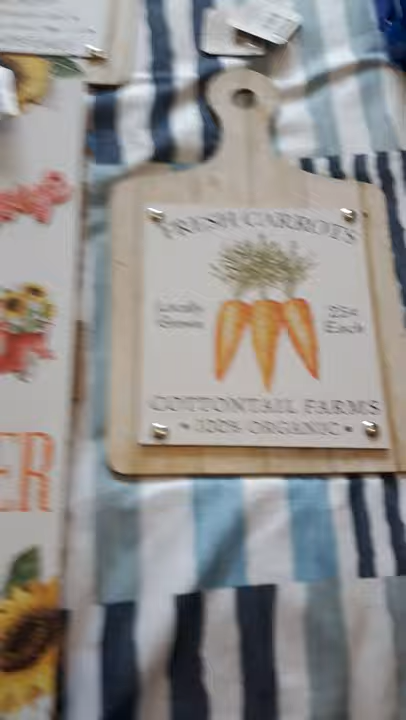 FRESH CARROTS
Locally
Grown
25¢
Each
COTTONTAIL FARMS
• 100% ORGANIC •
ER